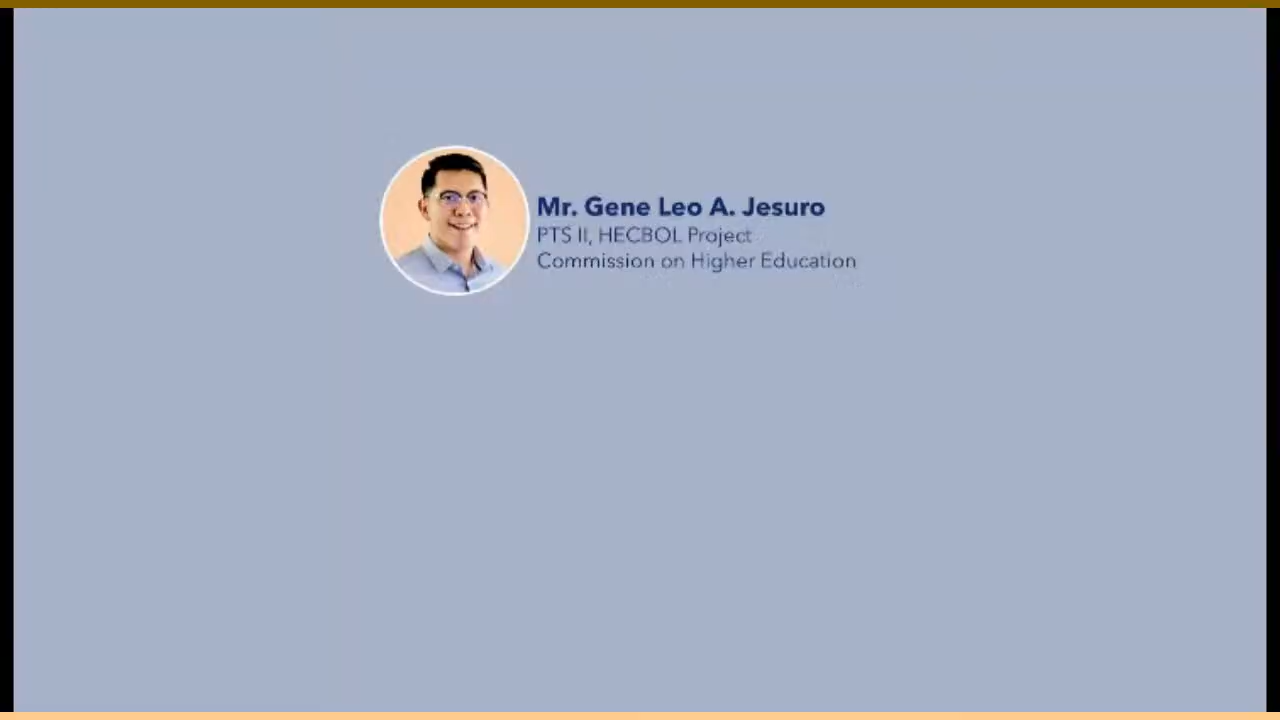 Mr. Gene Leo A. Jesuro
PTS II, HECBOL Project
Commission on Higher Education